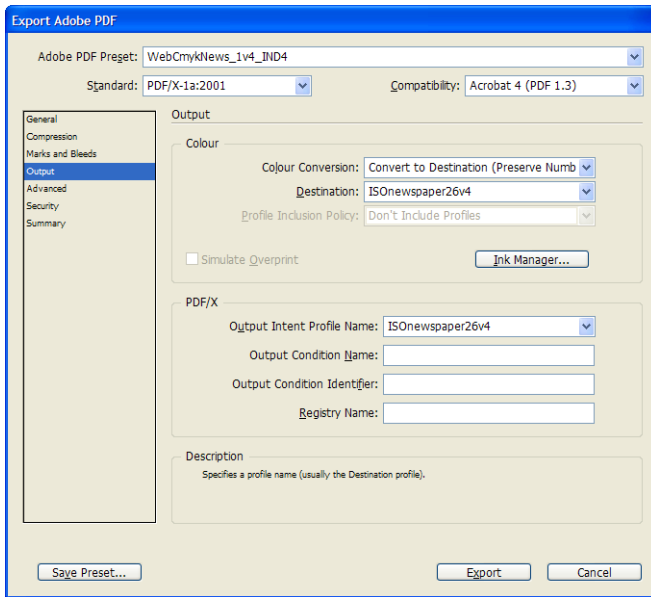 Export Adobe PDF
Adobe PDF Preset: WebCmykNews_1v4_IND4
Standard: PDF/X-1a:2001 Compatibility: Acrobat 4 (PDF 1.3)
General
Compression
Marks and Bleeds
Output
Advanced
Security
Summary
Output
Colour
Colour Conversion: Convert to Destination (Preserve Numb
Destination: ISOnewspaper26v4
Profile Inclusion Policy: Don't Include Profiles
Simulate Overprint Ink Manager...
PDF/X
Output Intent Profile Name: ISOnewspaper26v4
Output Condition Name:
Output Condition Identifier:
Registry Name:
Description
Specifies a profile name (usually the Destination profile).
Save Preset... Export Cancel